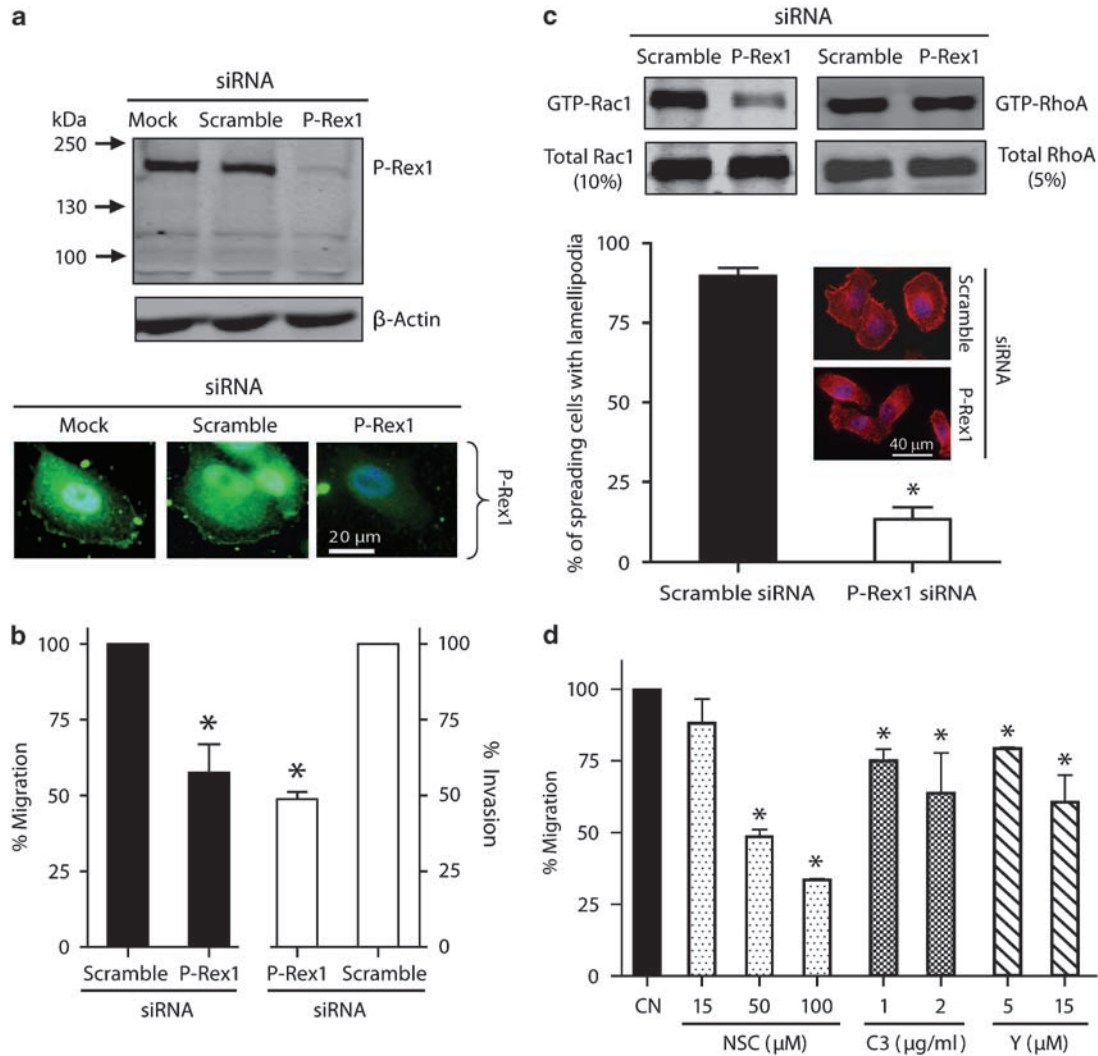 a
siRNA
kDa
Mock Scramble P-Rex1
250
P-Rex1
130
100
β-Actin
siRNA
Mock Scramble P-Rex1
P-Rex1
20 μm
b
% Migration
100
75
50
25
0
*
*
100
75
50
25
0
% Invasion
Scramble P-Rex1 P-Rex1 Scramble
siRNA siRNA
c
siRNA
Scramble P-Rex1 Scramble P-Rex1
GTP-Rac1 GTP-RhoA
Total Rac1 Total RhoA
(10%) (5%)
% of spreading cells with lamellipodia
100
75
50
25
0
Scramble
P-Rex1
siRNA
40 μm
*
Scramble siRNA P-Rex1 siRNA
d
% Migration
100
75
50
25
0
* * * * * *
CN 15 50 100 1 2 5 15
NSC (μM) C3 (μg/ml) Y (μM)